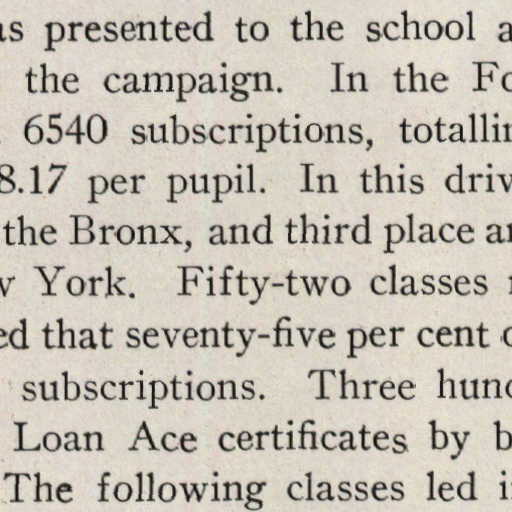 as presented to the school a
the campaign. In the Fo
6540 subscriptions, totallin
8.17 per pupil. In this driv
the Bronx, and third place an
w York. Fifty-two classes
ed that seventy-five per cent o
subscriptions. Three hund
Loan Ace certificates by b
The following classes led i